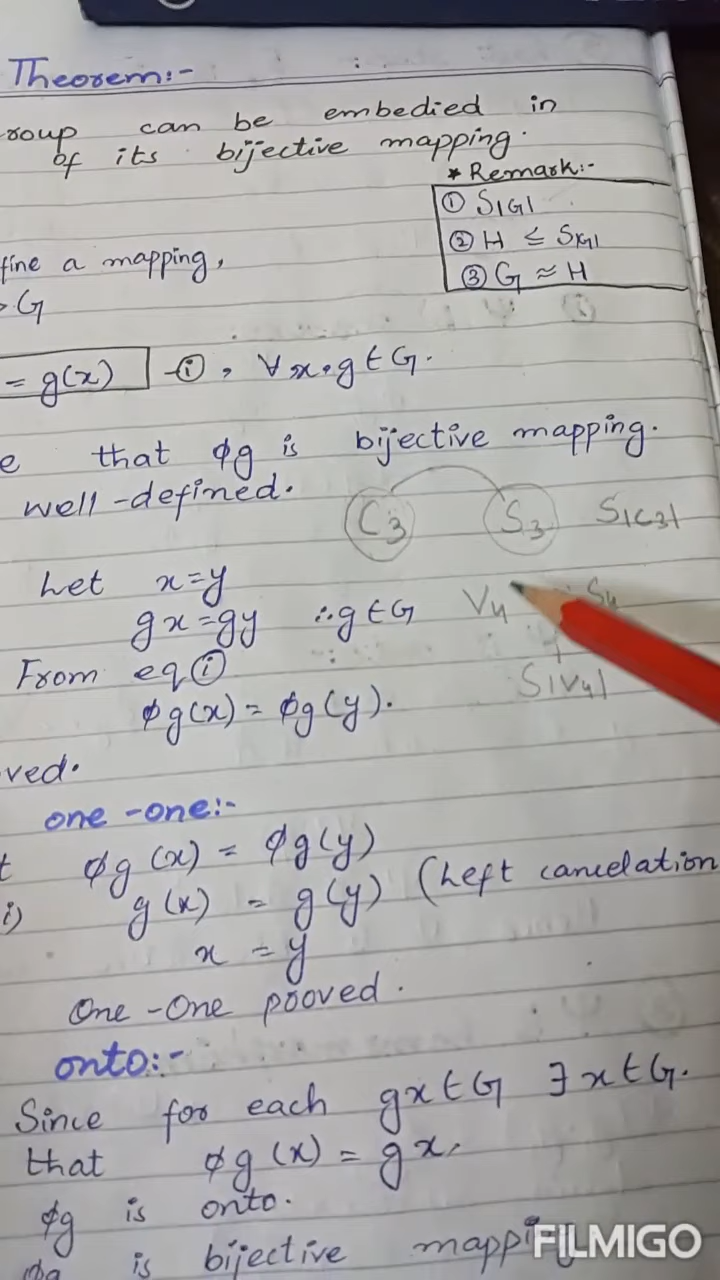 Theorem:-
roup can be embedied in
of its bijective mapping.
* Remark:-
① S|G|
② H ≤ S|G|
③ G ≈ H
fine a mapping,
> G
= g(x) -ⓘ, ∀ x, g ∈ G.
e that ϕg is bijective mapping.
well-defined.
C3 S3 S|C3|
Let x=y
gx=gy ∴g∈G V4 S4
From eq ⓘ S|V4|
ϕg(x) = ϕg(y).
ved.
one-one:-
t ϕg(x) = ϕg(y)
i) g(x) = g(y) (Left cancelation
x = y
One-One pooved.
onto:-
Since for each gx∈G ∃ x∈G.
that ϕg(x) = gx.
ϕg is onto.
ϕg is bijective mapping
FILMIGO